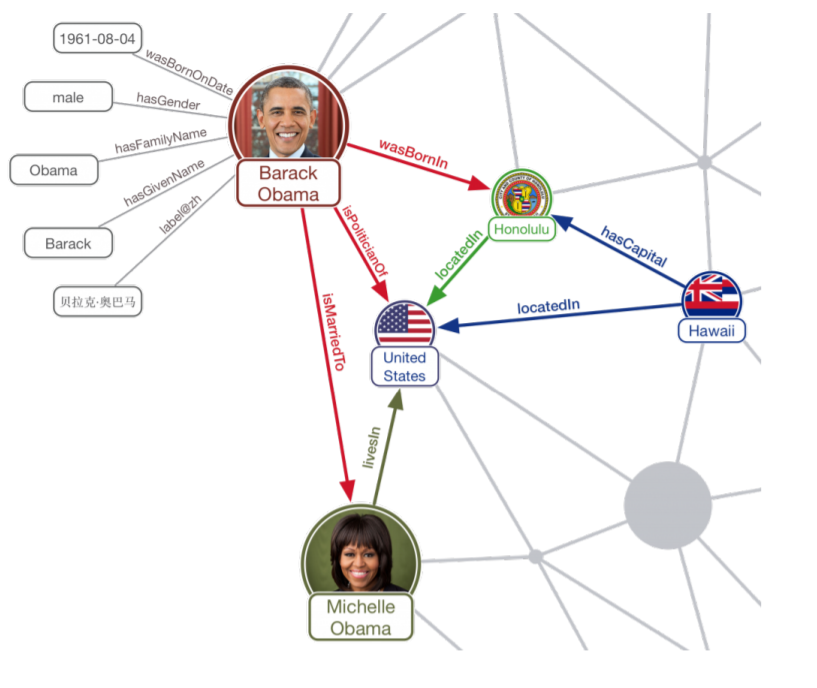 1961-08-04
wasBornOnDate
male
hasGender
hasFamilyName
Obama
hasGivenName
Barack
label@zh
贝拉克·奥巴马
Barack
Obama
wasBornIn
isPoliticianOf
isMarriedTo
Honolulu
locatedIn
hasCapital
locatedIn
Hawaii
United
States
livesIn
Michelle
Obama